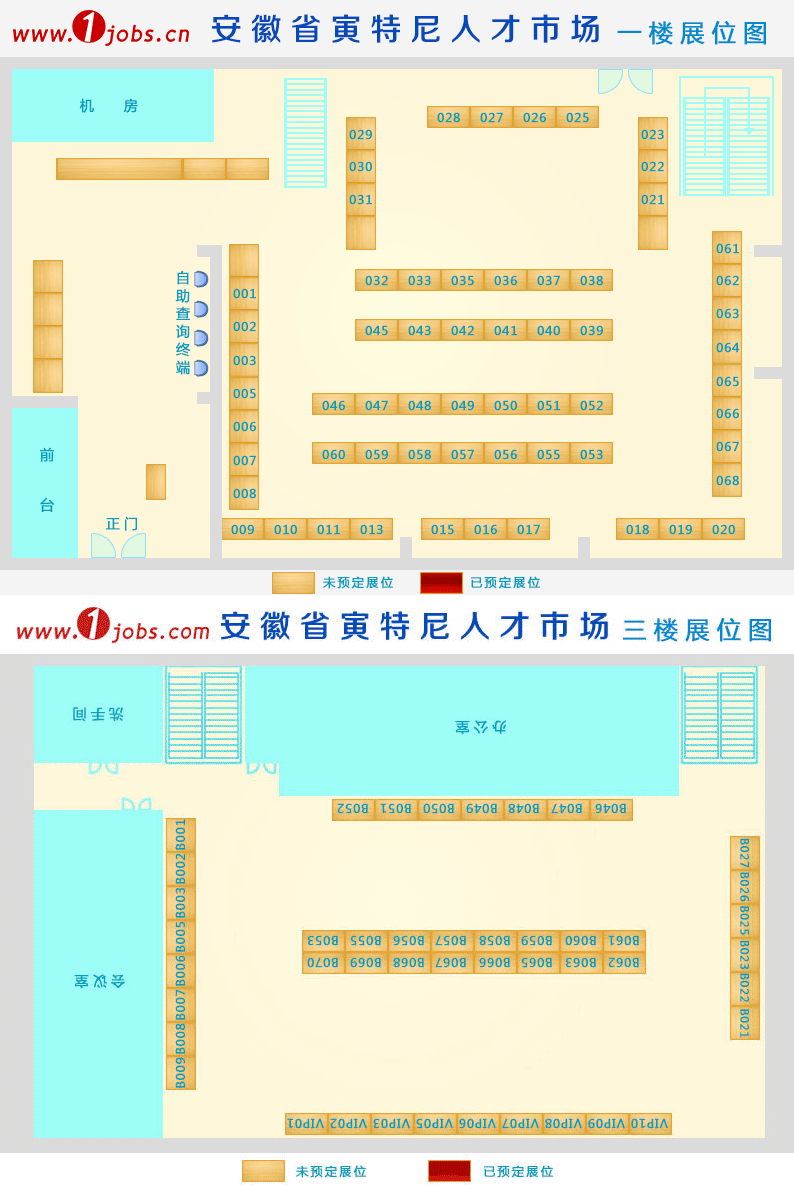 www.1jobs.cn 安徽省寅特尼人才市场 一楼展位图
机 房
028 027 026 025
029
030
031
023
022
021
自助查询终端
001
002
003
005
006
007
008
032 033 035 036 037 038
045 043 042 041 040 039
046 047 048 049 050 051 052
060 059 058 057 056 055 053
061
062
063
064
065
066
067
068
前台
正门
009 010 011 013
015 016 017
018 019 020
未预定展位 已预定展位
www.1jobs.com 安徽省寅特尼人才市场 三楼展位图
洗手间
办公室
B052 B051 B050 B049 B048 B047 B046
B001
B002
B003
B005
B006
B007
B008
B009
B027
B026
B025
B023
B022
B021
B053 B055 B056 B057 B058 B059 B060 B061
B070 B069 B068 B067 B066 B065 B063 B062
会议室
VIP01 VIP02 VIP03 VIP05 VIP06 VIP07 VIP08 VIP09 VIP10
未预定展位 已预定展位